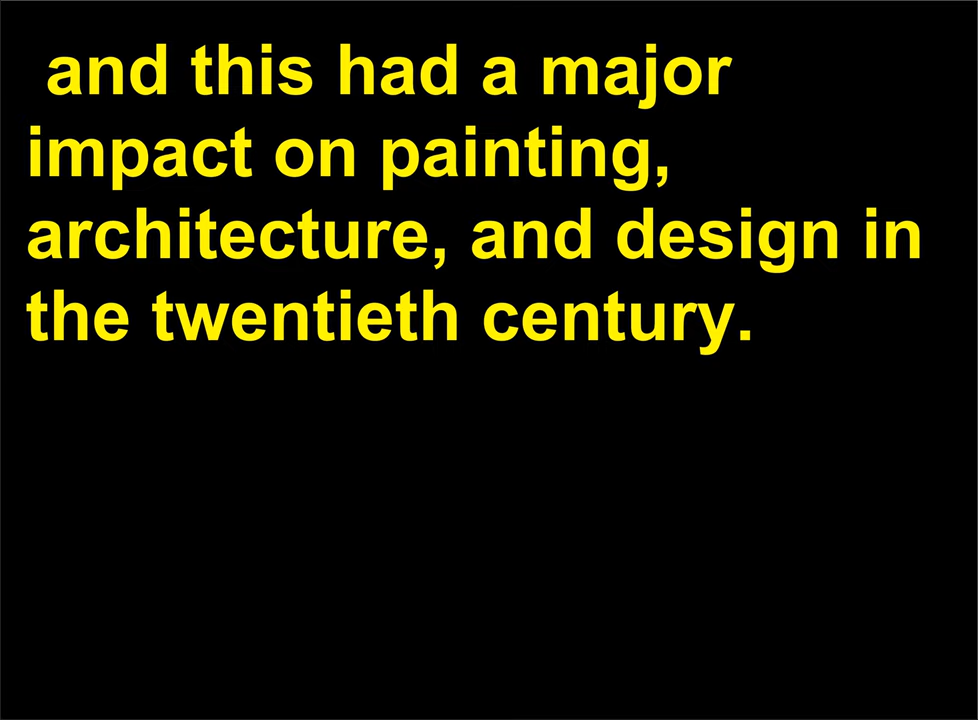 and this had a major
impact on painting,
architecture, and design in
the twentieth century.